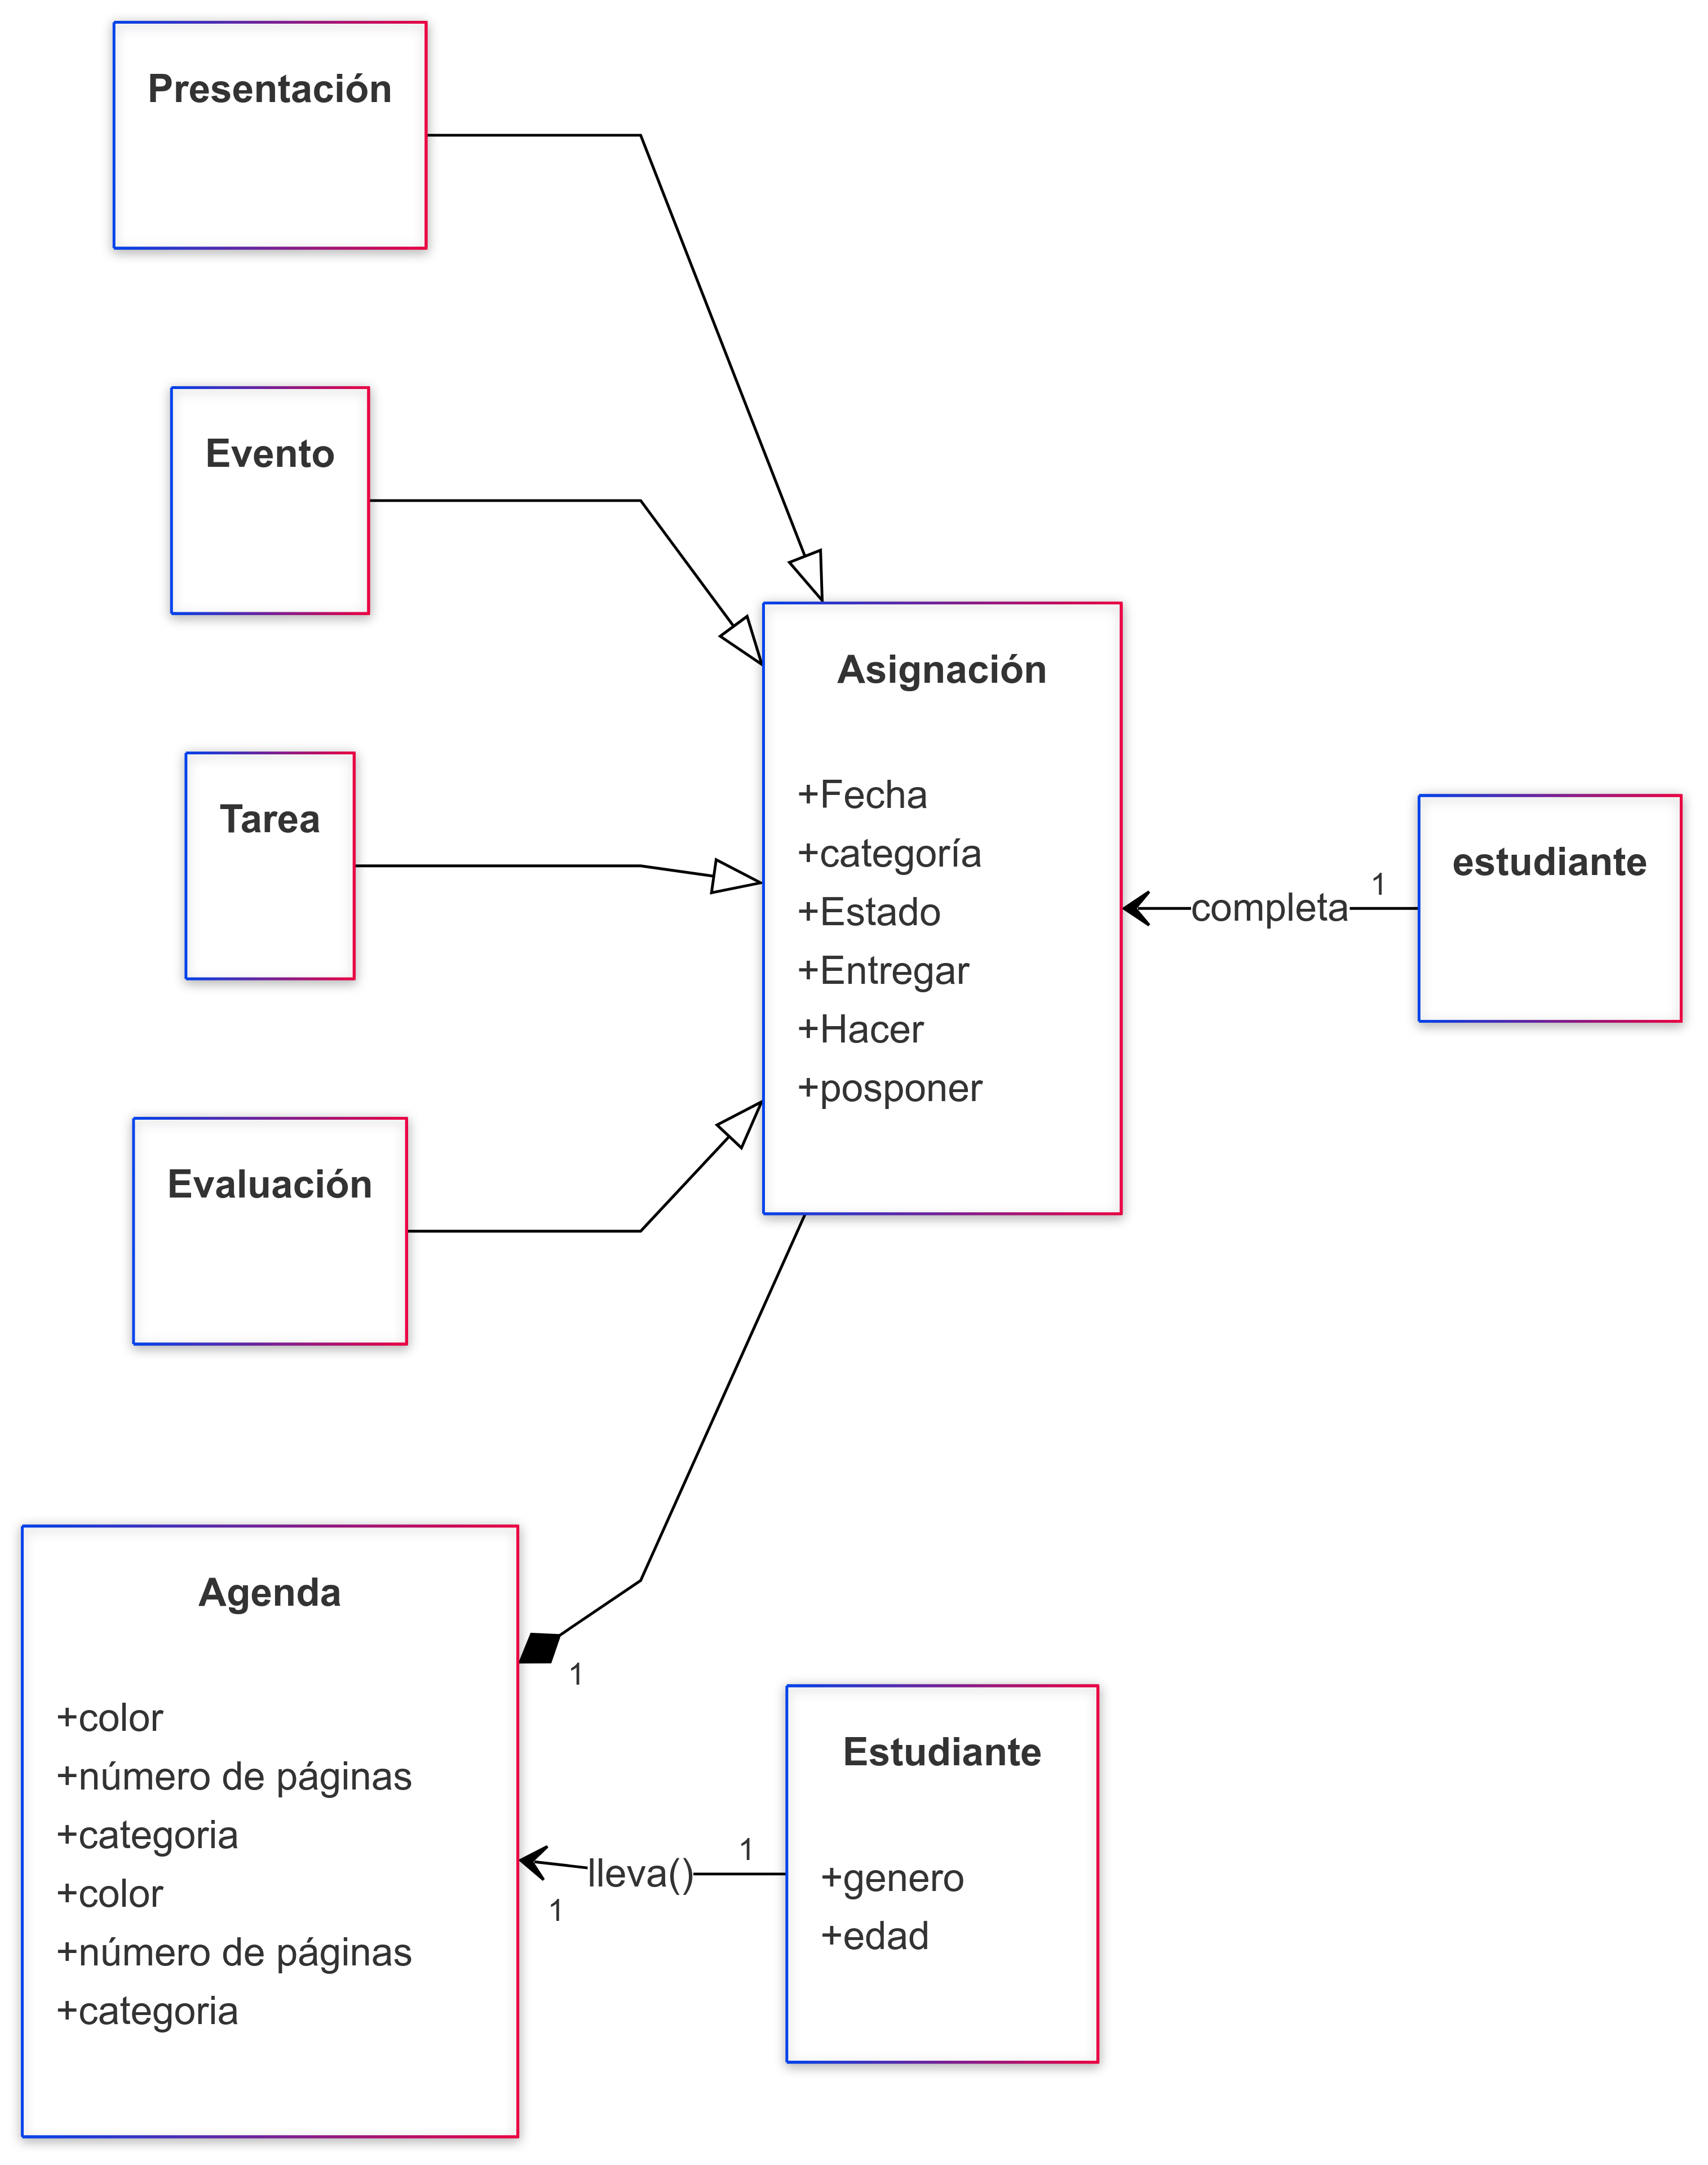 Presentación
Evento
Tarea
Evaluación
Asignación
+Fecha
+categoría
+Estado
+Entregar
+Hacer
+posponer
completa
1
estudiante
Agenda
+color
+número de páginas
+categoria
+color
+número de páginas
+categoria
1
lleva()
1
1
Estudiante
+genero
+edad